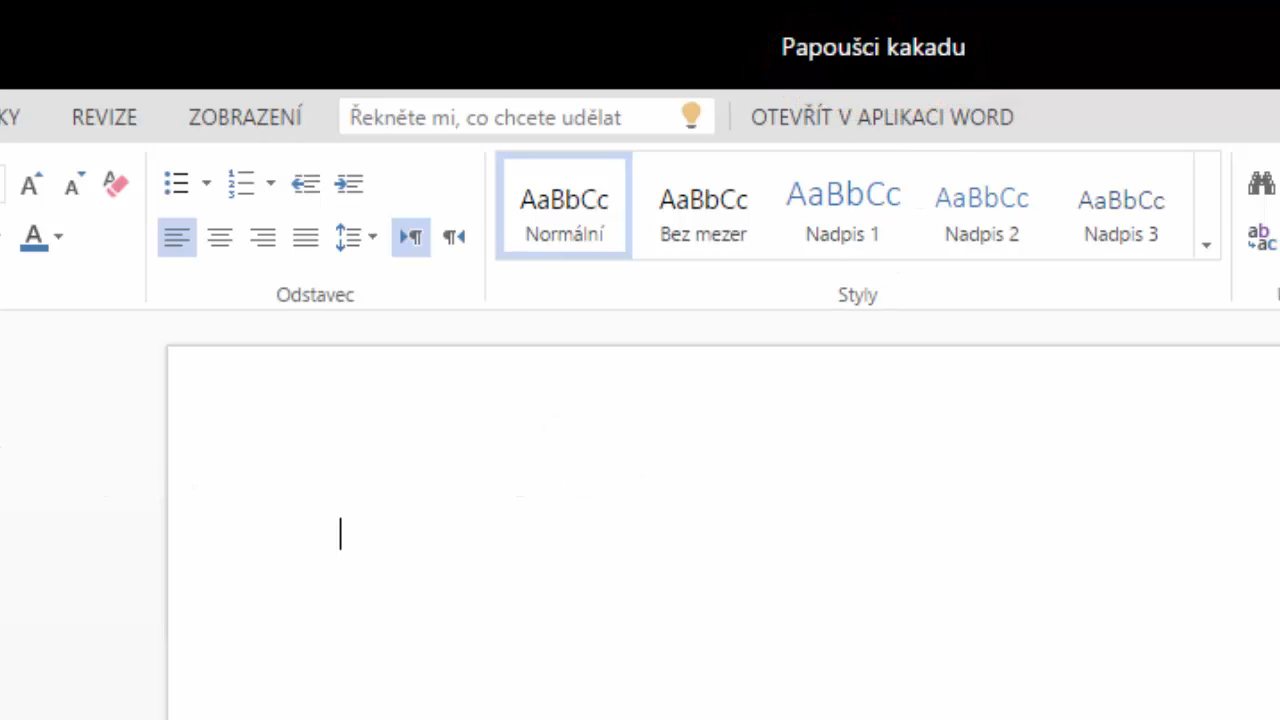 Papoušci kakadu
KY REVIZE ZOBRAZENÍ Řekněte mi, co chcete udělat OTEVŘÍT V APLIKACI WORD
AaBbCc AaBbCc AaBbCc AaBbCc AaBbCc
Normální Bez mezer Nadpis 1 Nadpis 2 Nadpis 3
Odstavec Styly